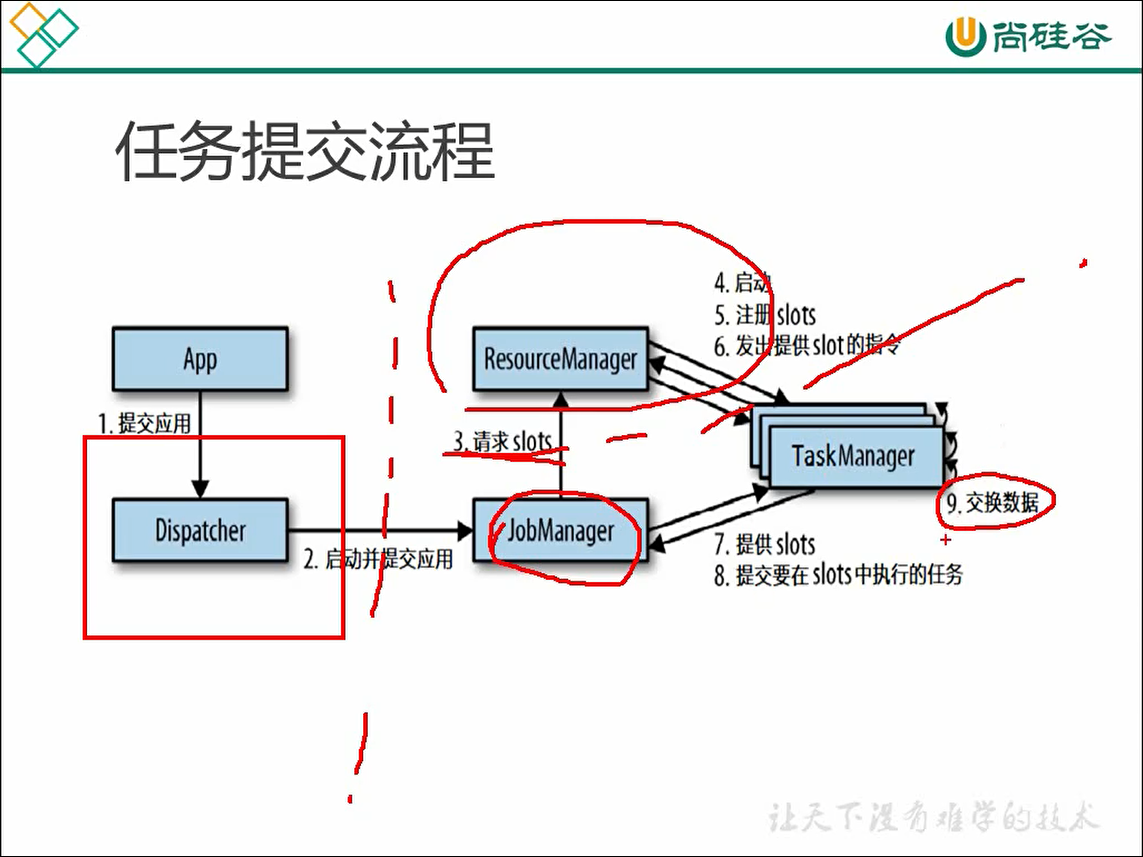 尚硅谷
任务提交流程
4. 启动
5. 注册 slots
6. 发出提供 slot 的指令
App
ResourceManager
1. 提交应用
3. 请求 slots
TaskManager
9. 交换数据
Dispatcher
JobManager
2. 启动并提交应用
7. 提供 slots
8. 提交要在 slots 中执行的任务
让天下没有难学的技术